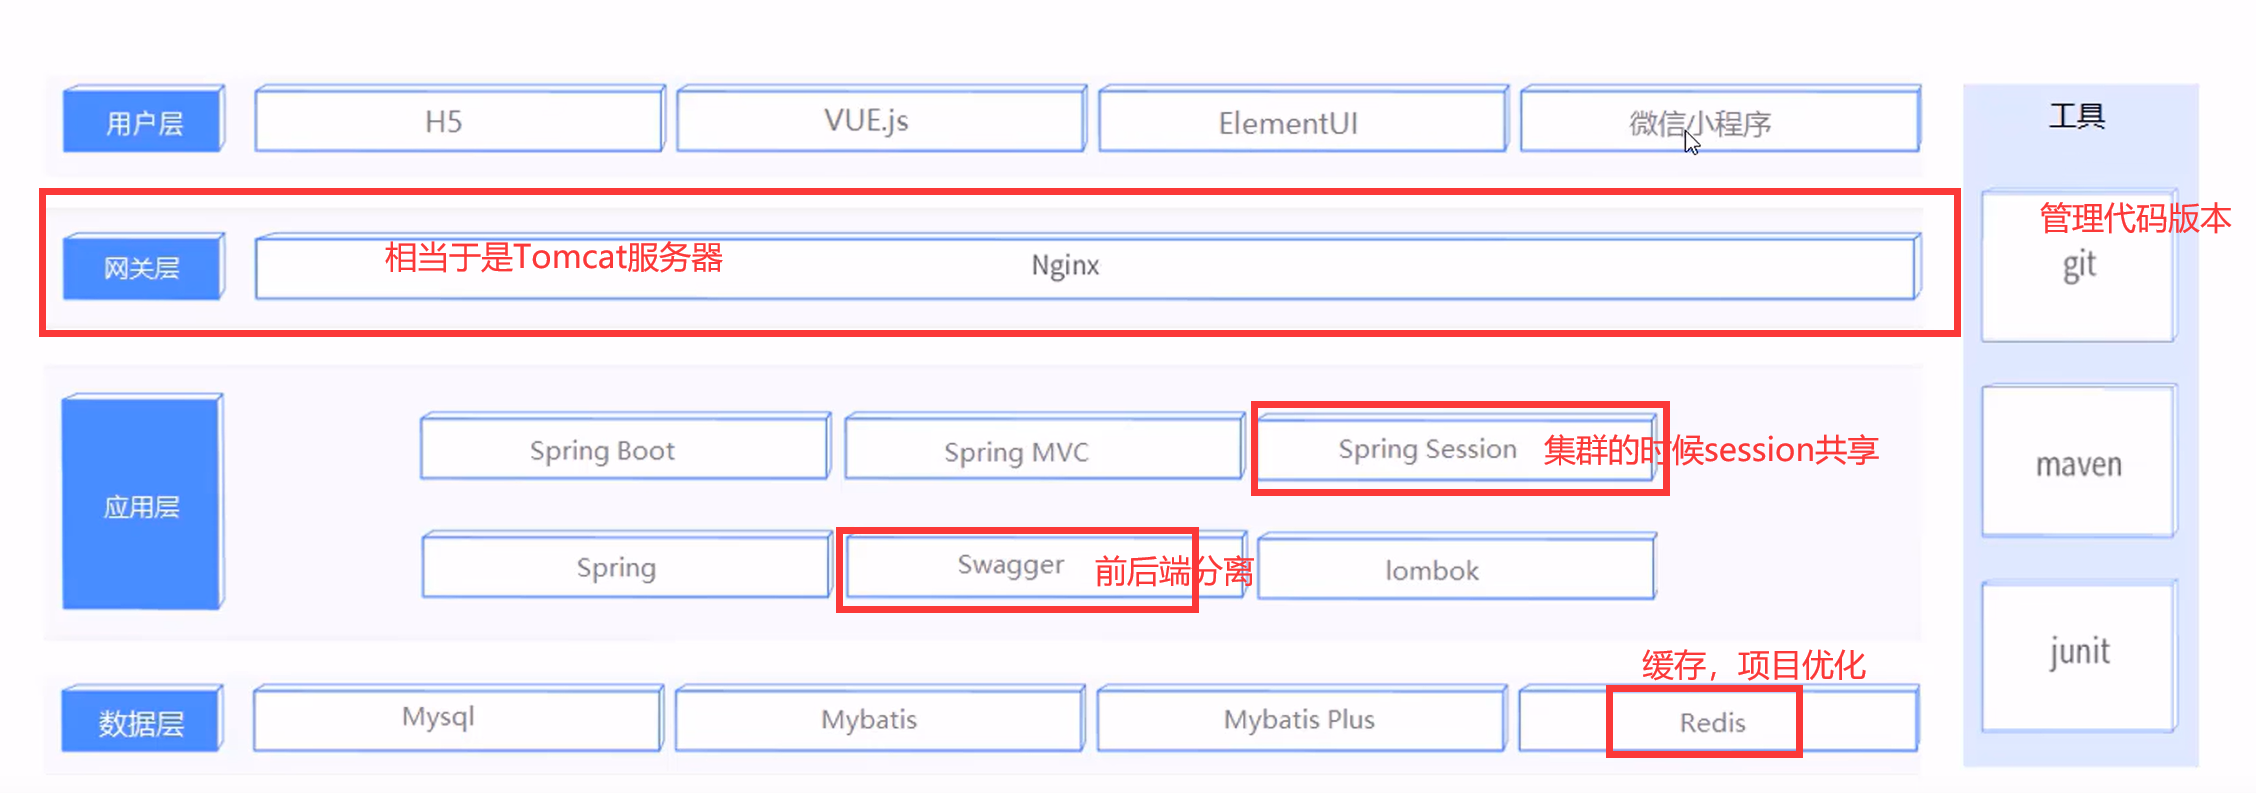 用户层
H5
VUE.js
ElementUI
微信小程序
网关层
相当于是Tomcat服务器
Nginx
应用层
Spring Boot
Spring MVC
Spring Session
集群的时候session共享
Spring
Swagger
前后端分离
lombok
数据层
Mysql
Mybatis
Mybatis Plus
缓存，项目优化
Redis
工具
管理代码版本
git
maven
junit